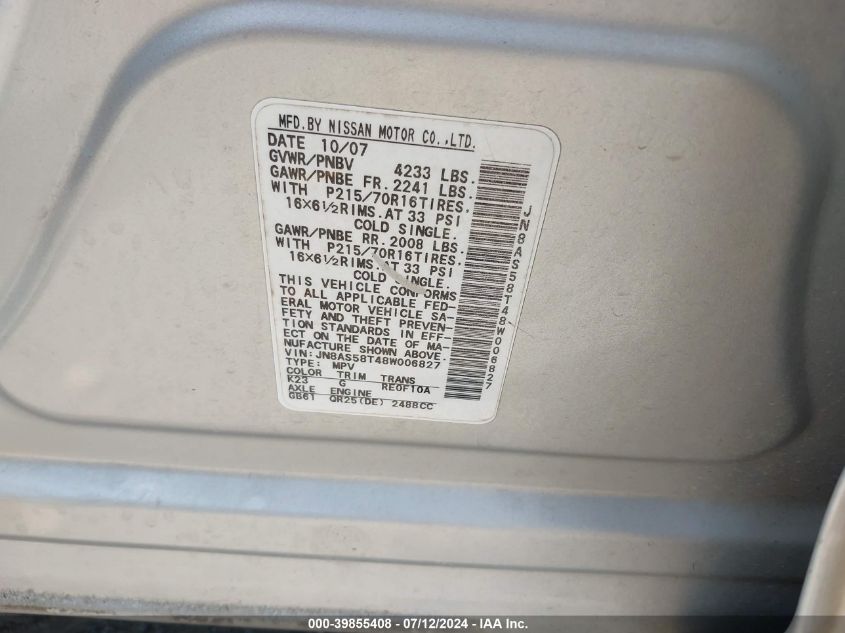 MFD.BY NISSAN MOTOR CO.,LTD.
DATE 10/07
GVWR/PNBV 4233 LBS.
GAWR/PNBE FR. 2241 LBS.
WITH P215/70R16TIRES.
16×6½RIMS.AT 33 PSI
COLD SINGLE.
GAWR/PNBE RR. 2008 LBS.
WITH P215/70R16TIRES.
16×6½RIMS.AT 33 PSI
COLD SINGLE.
THIS VEHICLE CONFORMS
TO ALL APPLICABLE FED-
ERAL MOTOR VEHICLE SA-
FETY AND THEFT PREVEN-
TION STANDARDS IN EFF-
ECT ON THE DATE OF MA-
NUFACTURE SHOWN ABOVE.
VIN: JN8AS58T48W006827
TYPE: MPV
COLOR TRIM TRANS
K23 G RE0F10A
AXLE ENGINE
GB61 QR25(DE) 2488CC
JN8AS58T48W006827
000-39855408 - 07/12/2024 - IAA Inc.